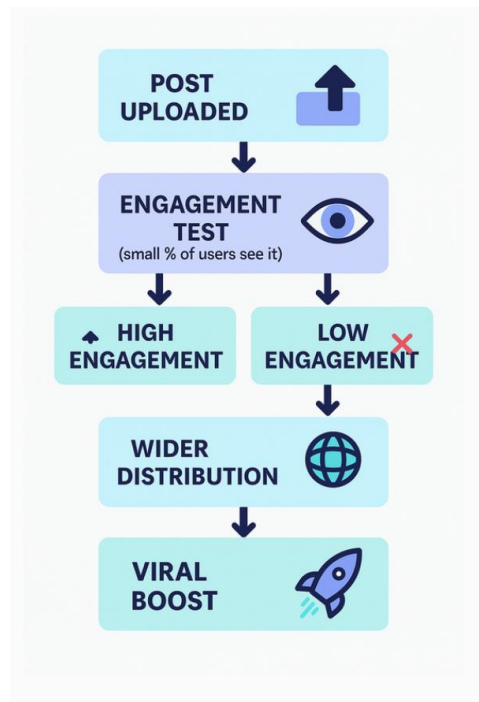 POST
UPLOADED
ENGAGEMENT
TEST
(small % of users see it)
HIGH
ENGAGEMENT
LOW
ENGAGEMENT
WIDER
DISTRIBUTION
VIRAL
BOOST